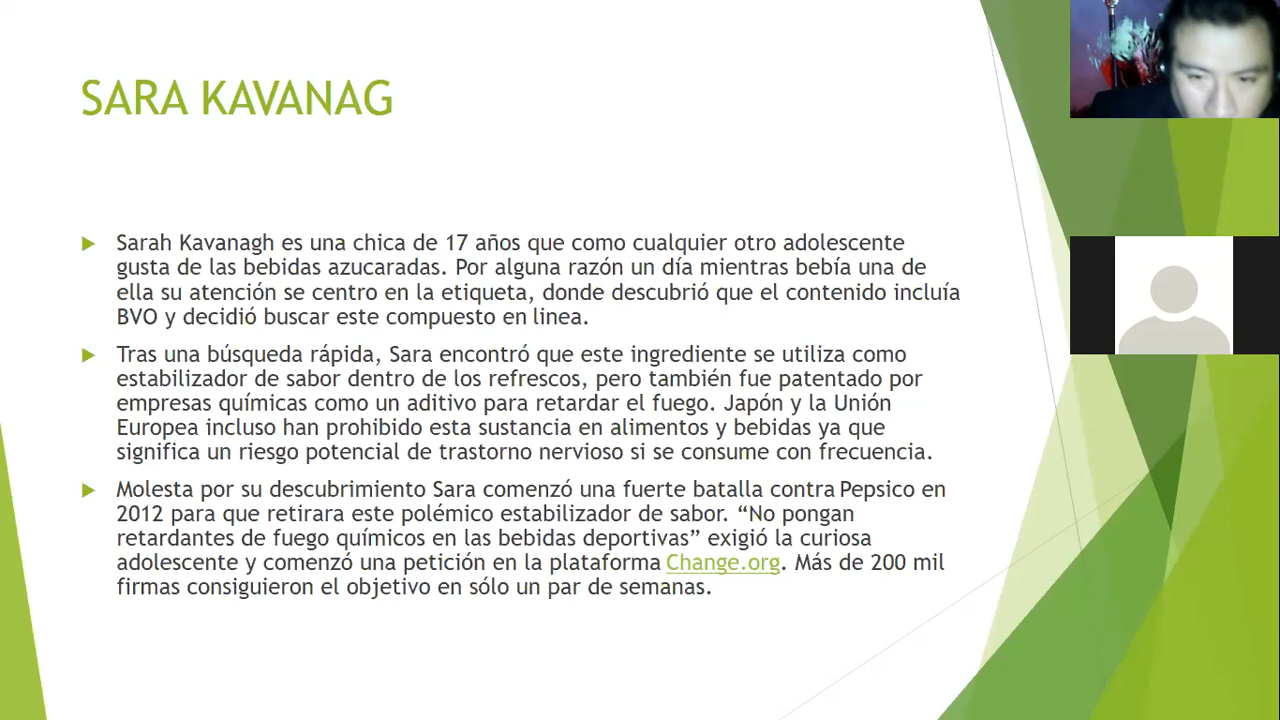 SARA KAVANAG
Sarah Kavanagh es una chica de 17 años que como cualquier otro adolescente
gusta de las bebidas azucaradas. Por alguna razón un día mientras bebía una de
ella su atención se centro en la etiqueta, donde descubrió que el contenido incluía
BVO y decidió buscar este compuesto en linea.
Tras una búsqueda rápida, Sara encontró que este ingrediente se utiliza como
estabilizador de sabor dentro de los refrescos, pero también fue patentado por
empresas químicas como un aditivo para retardar el fuego. Japón y la Unión
Europea incluso han prohibido esta sustancia en alimentos y bebidas ya que
significa un riesgo potencial de trastorno nervioso si se consume con frecuencia.
Molesta por su descubrimiento Sara comenzó una fuerte batalla contra Pepsico en
2012 para que retirara este polémico estabilizador de sabor. “No pongan
retardantes de fuego químicos en las bebidas deportivas” exigió la curiosa
adolescente y comenzó una petición en la plataforma Change.org. Más de 200 mil
firmas consiguieron el objetivo en sólo un par de semanas.